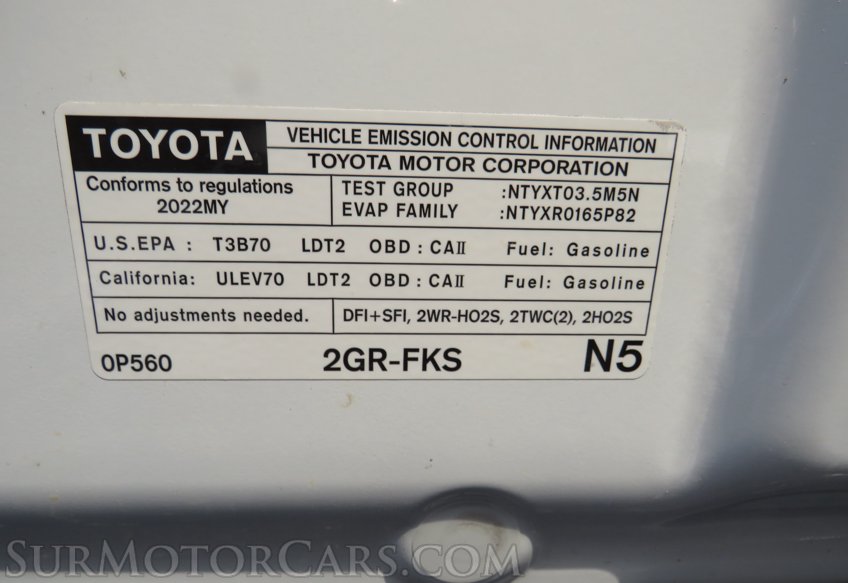 TOYOTA
VEHICLE EMISSION CONTROL INFORMATION
TOYOTA MOTOR CORPORATION
Conforms to regulations
2022MY
TEST GROUP :NTYXT03.5M5N
EVAP FAMILY :NTYXR0165P82
U.S.EPA : T3B70 LDT2 OBD : CAII Fuel: Gasoline
California: ULEV70 LDT2 OBD : CAII Fuel: Gasoline
No adjustments needed.
DFI+SFI, 2WR-HO2S, 2TWC(2), 2HO2S
0P560 2GR-FKS N5
SURMOTORCARS.COM